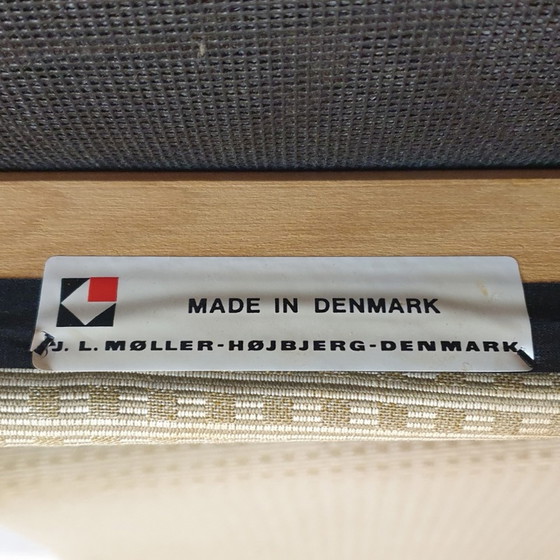 MADE IN DENMARK
J. L. MØLLER-HØJBJERG-DENMARK